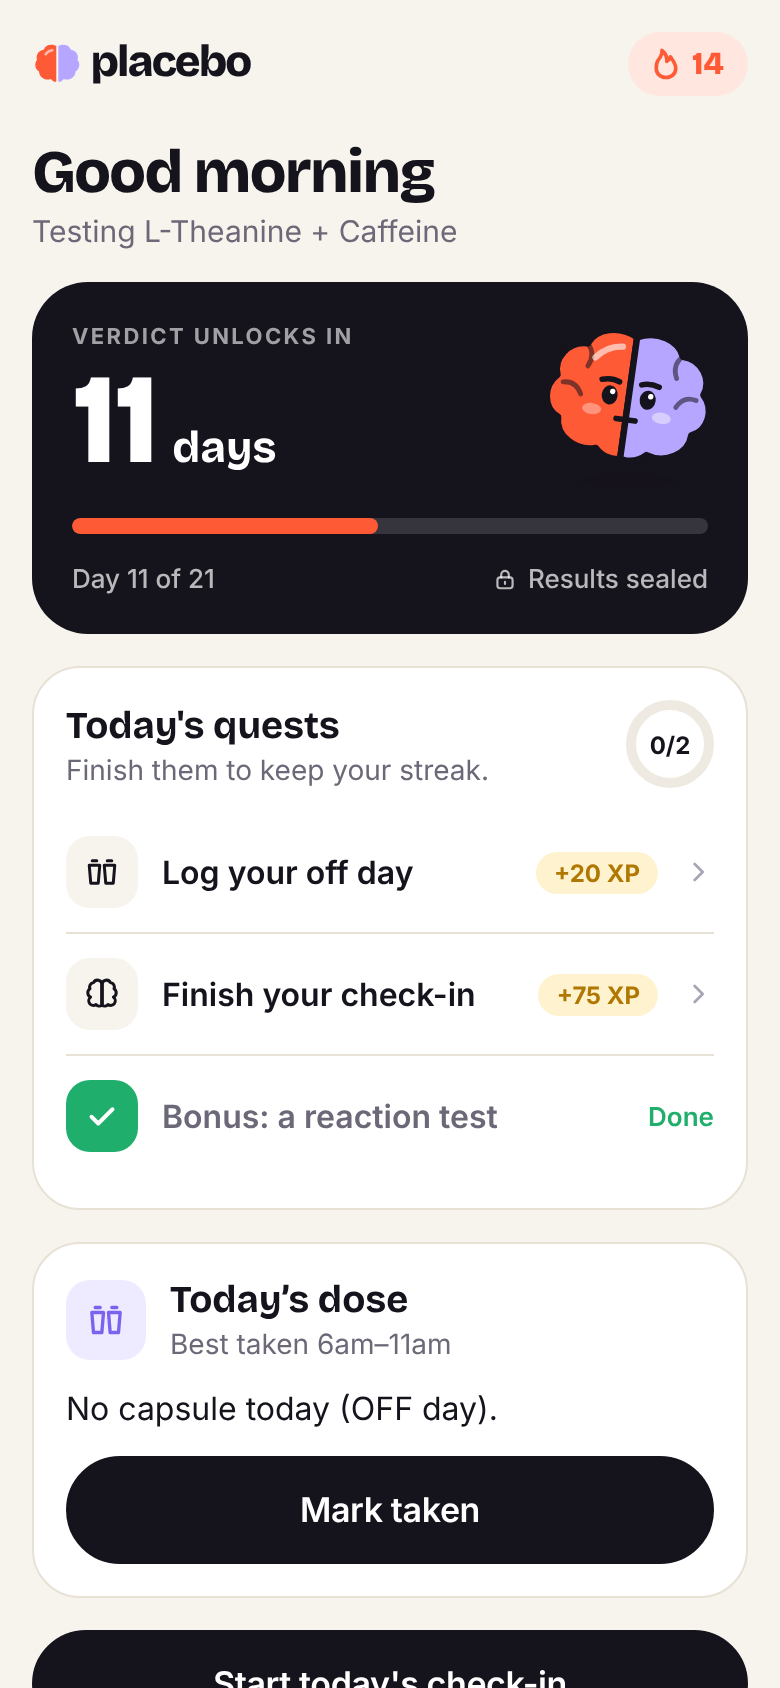 placebo
14
Good morning
Testing L-Theanine + Caffeine
VERDICT UNLOCKS IN
11 days
Day 11 of 21
Results sealed
Today's quests
0/2
Finish them to keep your streak.
Log your off day
+20 XP
Finish your check-in
+75 XP
Bonus: a reaction test
Done
Today’s dose
Best taken 6am–11am
No capsule today (OFF day).
Mark taken
Start today's check-in